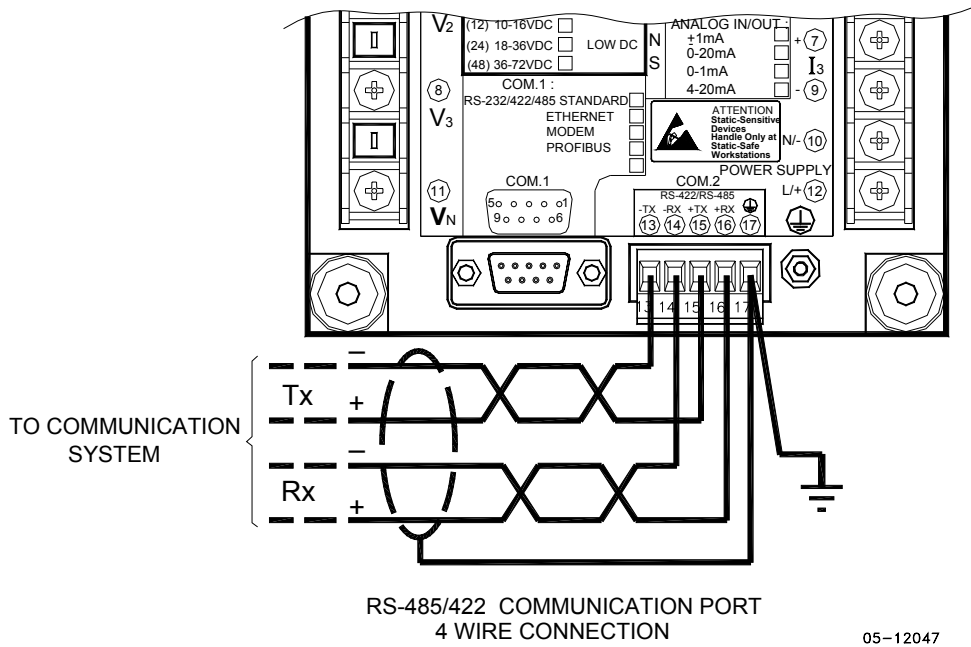 V2
(12) 10-16VDC
(24) 18-36VDC LOW DC
(48) 36-72VDC
N
S
ANALOG IN/OUT :
±1mA
0-20mA
0-1mA
4-20mA
+ 7
I3
- 9
8
V3
COM.1 :
RS-232/422/485 STANDARD
ETHERNET
MODEM
PROFIBUS
ATTENTION
Static-Sensitive
Devices
Handle Only at
Static-Safe
Workstations
N/- 10
POWER SUPPLY
L/+ 12
11
VN
COM.1
5 1
9 6
COM.2
RS-422/RS-485
-TX -RX +TX +RX
13 14 15 16 17
13 14 15 16 17
TO COMMUNICATION
SYSTEM
–
Tx
+
–
Rx
+
RS-485/422 COMMUNICATION PORT
4 WIRE CONNECTION
05-12047